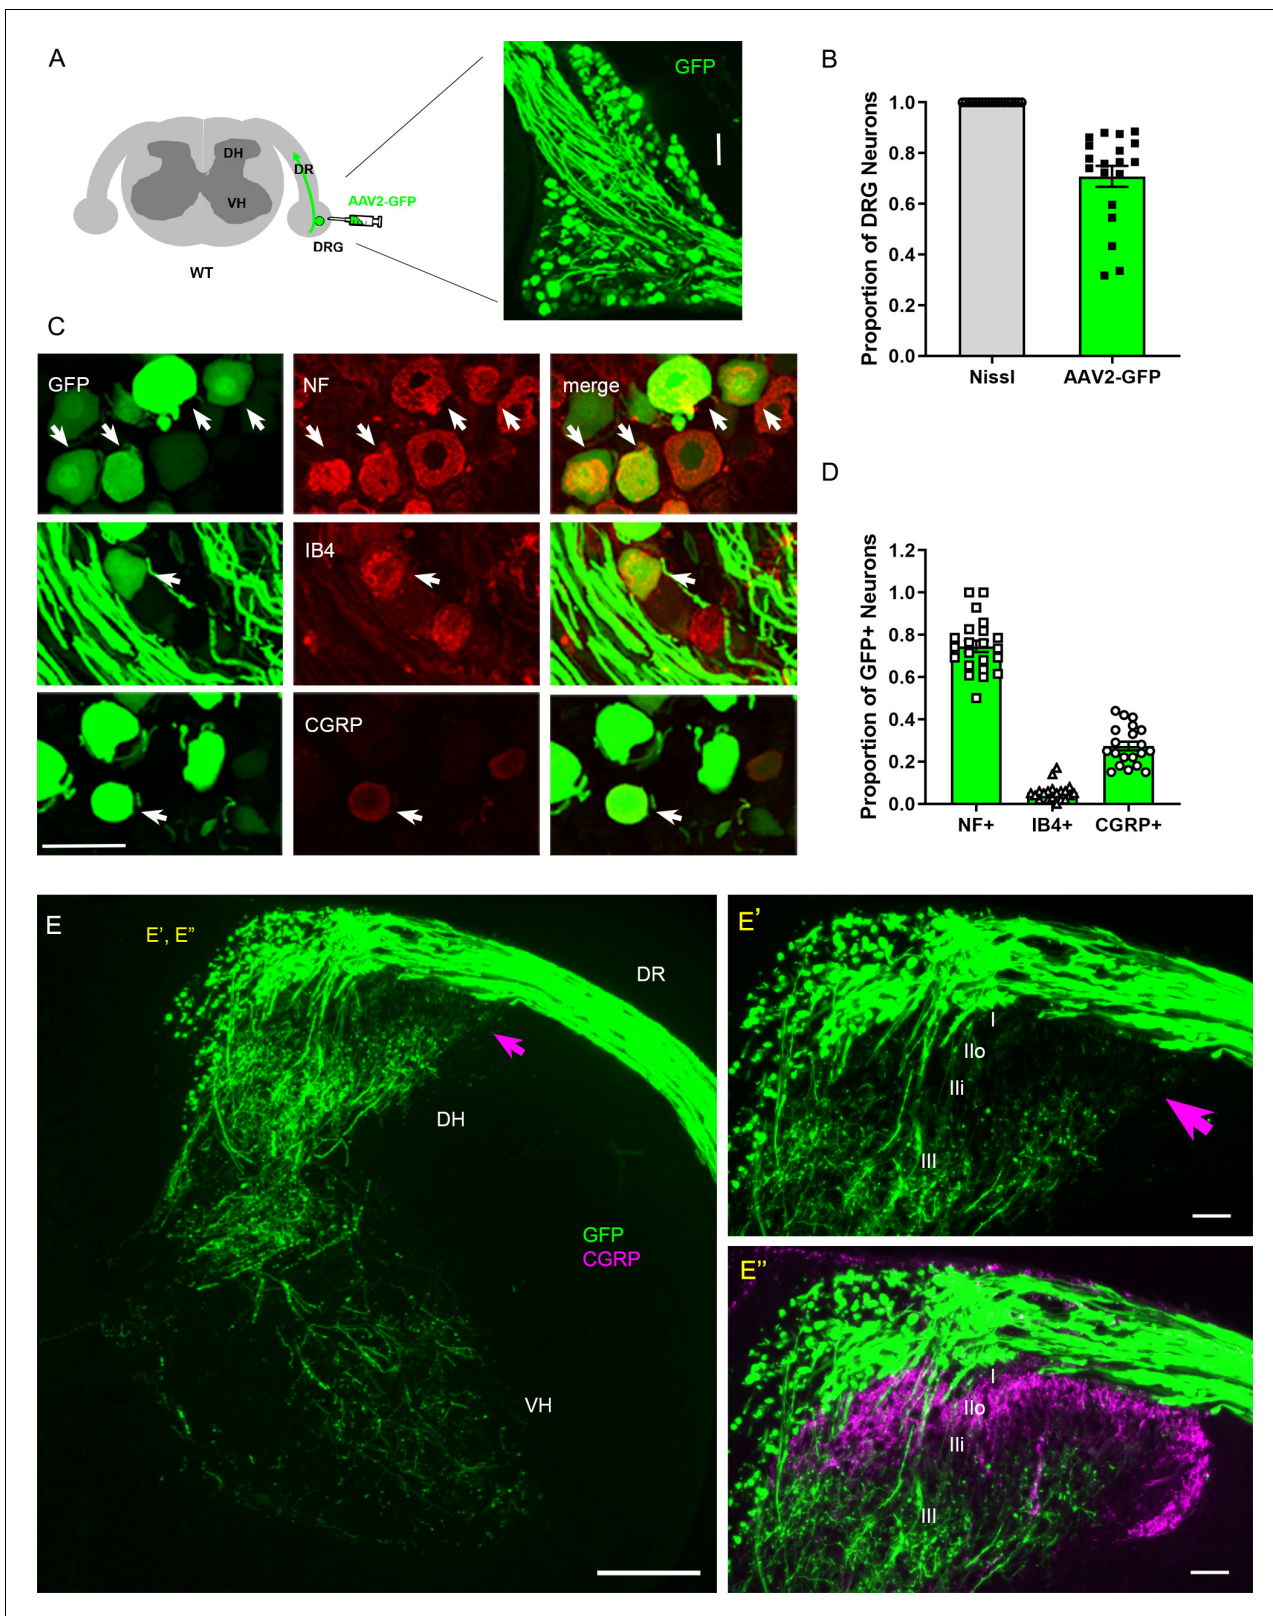 A
DH
VH
DR
AAV2-GFP
DRG
WT
GFP
B
Proportion of DRG Neurons
1.0
0.8
0.6
0.4
0.2
0.0
Nissl
AAV2-GFP
C
GFP
NF
merge
IB4
CGRP
D
Proportion of GFP+ Neurons
1.2
1.0
0.8
0.6
0.4
0.2
0.0
NF+
IB4+
CGRP+
E
E’, E”
DR
DH
GFP
CGRP
VH
E’
I
IIo
IIi
III
E”
I
IIo
IIi
III